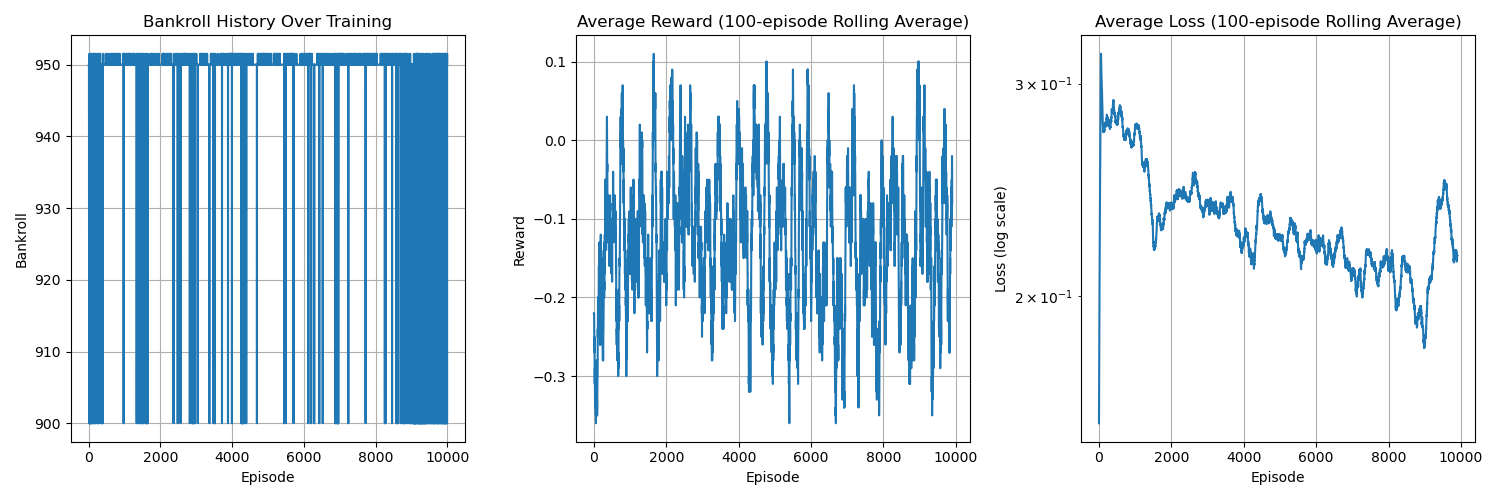 Bankroll History Over Training
950
940
930
920
910
900
Bankroll
0
2000
4000
6000
8000
10000
Episode
Average Reward (100-episode Rolling Average)
0.1
0.0
−0.1
−0.2
−0.3
Reward
0
2000
4000
6000
8000
10000
Episode
Average Loss (100-episode Rolling Average)
3 × 10⁻¹
2 × 10⁻¹
Loss (log scale)
0
2000
4000
6000
8000
10000
Episode